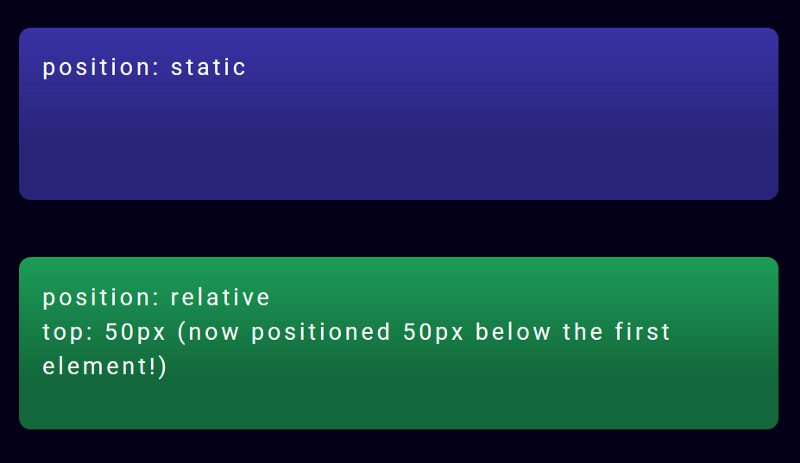 position: static
position: relative
top: 50px (now positioned 50px below the first
element!)